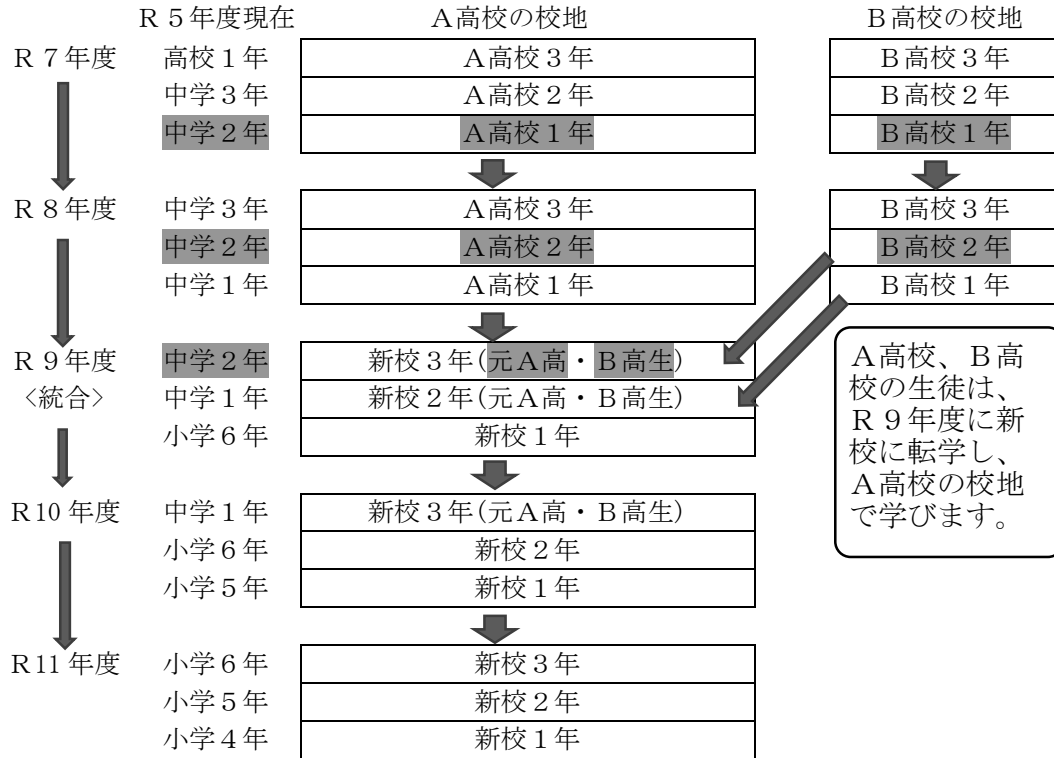 Ｒ５年度現在 Ａ高校の校地 Ｂ高校の校地
Ｒ７年度 高校１年 Ａ高校３年 Ｂ高校３年
中学３年 Ａ高校２年 Ｂ高校２年
中学２年 Ａ高校１年 Ｂ高校１年
Ｒ８年度 中学３年 Ａ高校３年 Ｂ高校３年
中学２年 Ａ高校２年 Ｂ高校２年
中学１年 Ａ高校１年 Ｂ高校１年
Ｒ９年度 中学２年 新校３年(元Ａ高・Ｂ高生)
<統合> 中学１年 新校２年(元Ａ高・Ｂ高生)
小学６年 新校１年
Ａ高校、Ｂ高
校の生徒は、
Ｒ９年度に新
校に転学し、
Ａ高校の校地
で学びます。
Ｒ10年度 中学１年 新校３年(元Ａ高・Ｂ高生)
小学６年 新校２年
小学５年 新校１年
Ｒ11年度 小学６年 新校３年
小学５年 新校２年
小学４年 新校１年